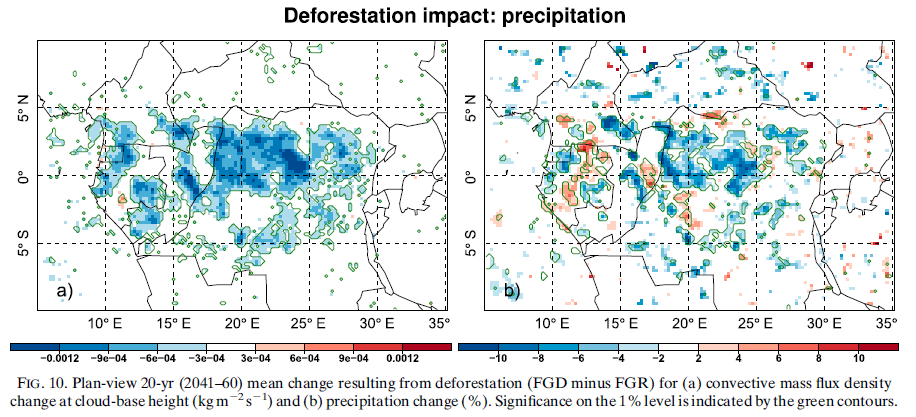 Deforestation impact: precipitation
5° N
0°
5° S
a)
10° E
15° E
20° E
25° E
30° E
35°
5° N
0°
5° S
b)
10° E
15° E
20° E
25° E
30° E
35°
−0.0012 −9e−04 −6e−04 −3e−04 3e−04 6e−04 9e−04 0.0012
−10 −8 −6 −4 −2 2 4 6 8 10
FIG. 10. Plan-view 20-yr (2041–60) mean change resulting from deforestation (FGD minus FGR) for (a) convective mass flux density
change at cloud-base height (kg m−2 s−1) and (b) precipitation change (%). Significance on the 1% level is indicated by the green contours.